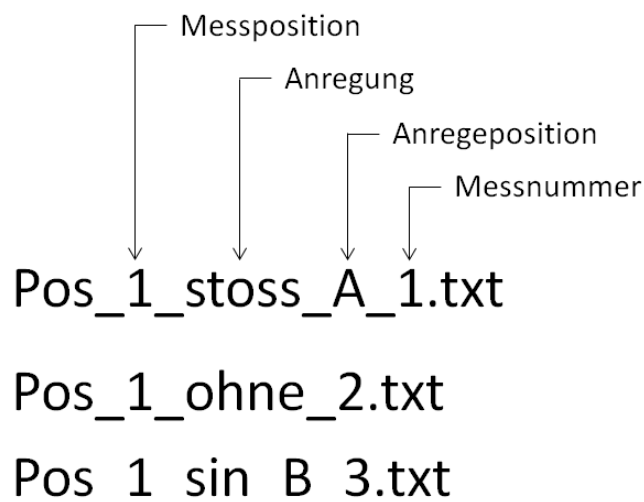 Messposition
Anregung
Anregeposition
Messnummer
Pos_1_stoss_A_1.txt
Pos_1_ohne_2.txt
Pos_1_sin_B_3.txt